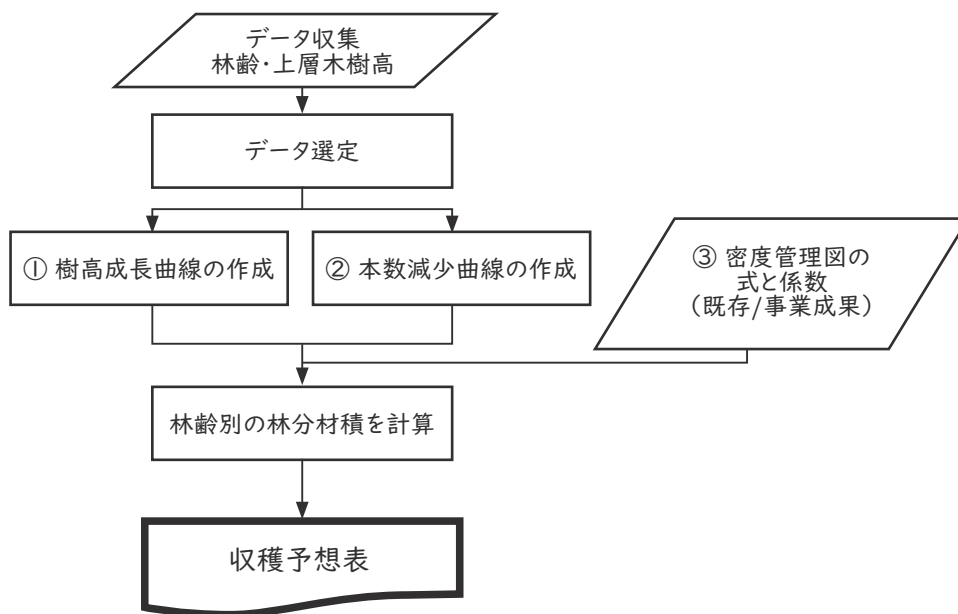 データ収集
林齢・上層木樹高
データ選定
① 樹高成長曲線の作成
② 本数減少曲線の作成
③ 密度管理図の
式と係数
（既存/事業成果）
林齢別の林分材積を計算
収穫予想表